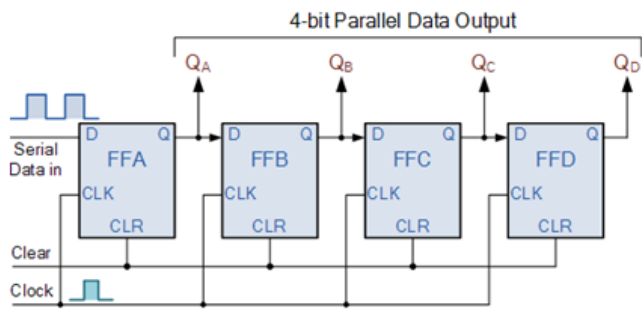 4-bit Parallel Data Output
QA QB QC QD
D Q D Q D Q D Q
Serial
Data in
FFA FFB FFC FFD
CLK CLK CLK CLK
CLR CLR CLR CLR
Clear
Clock